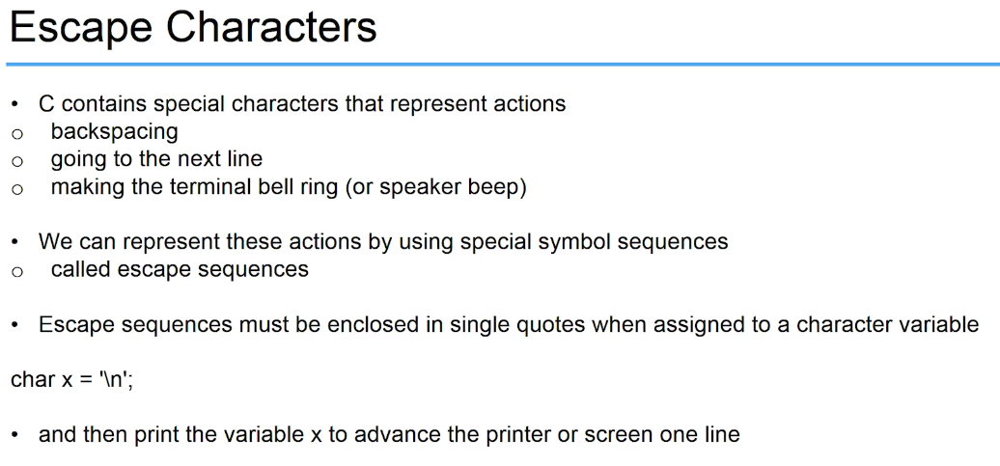 Escape Characters
• C contains special characters that represent actions
o backspacing
o going to the next line
o making the terminal bell ring (or speaker beep)
• We can represent these actions by using special symbol sequences
o called escape sequences
• Escape sequences must be enclosed in single quotes when assigned to a character variable
char x = '\n';
• and then print the variable x to advance the printer or screen one line